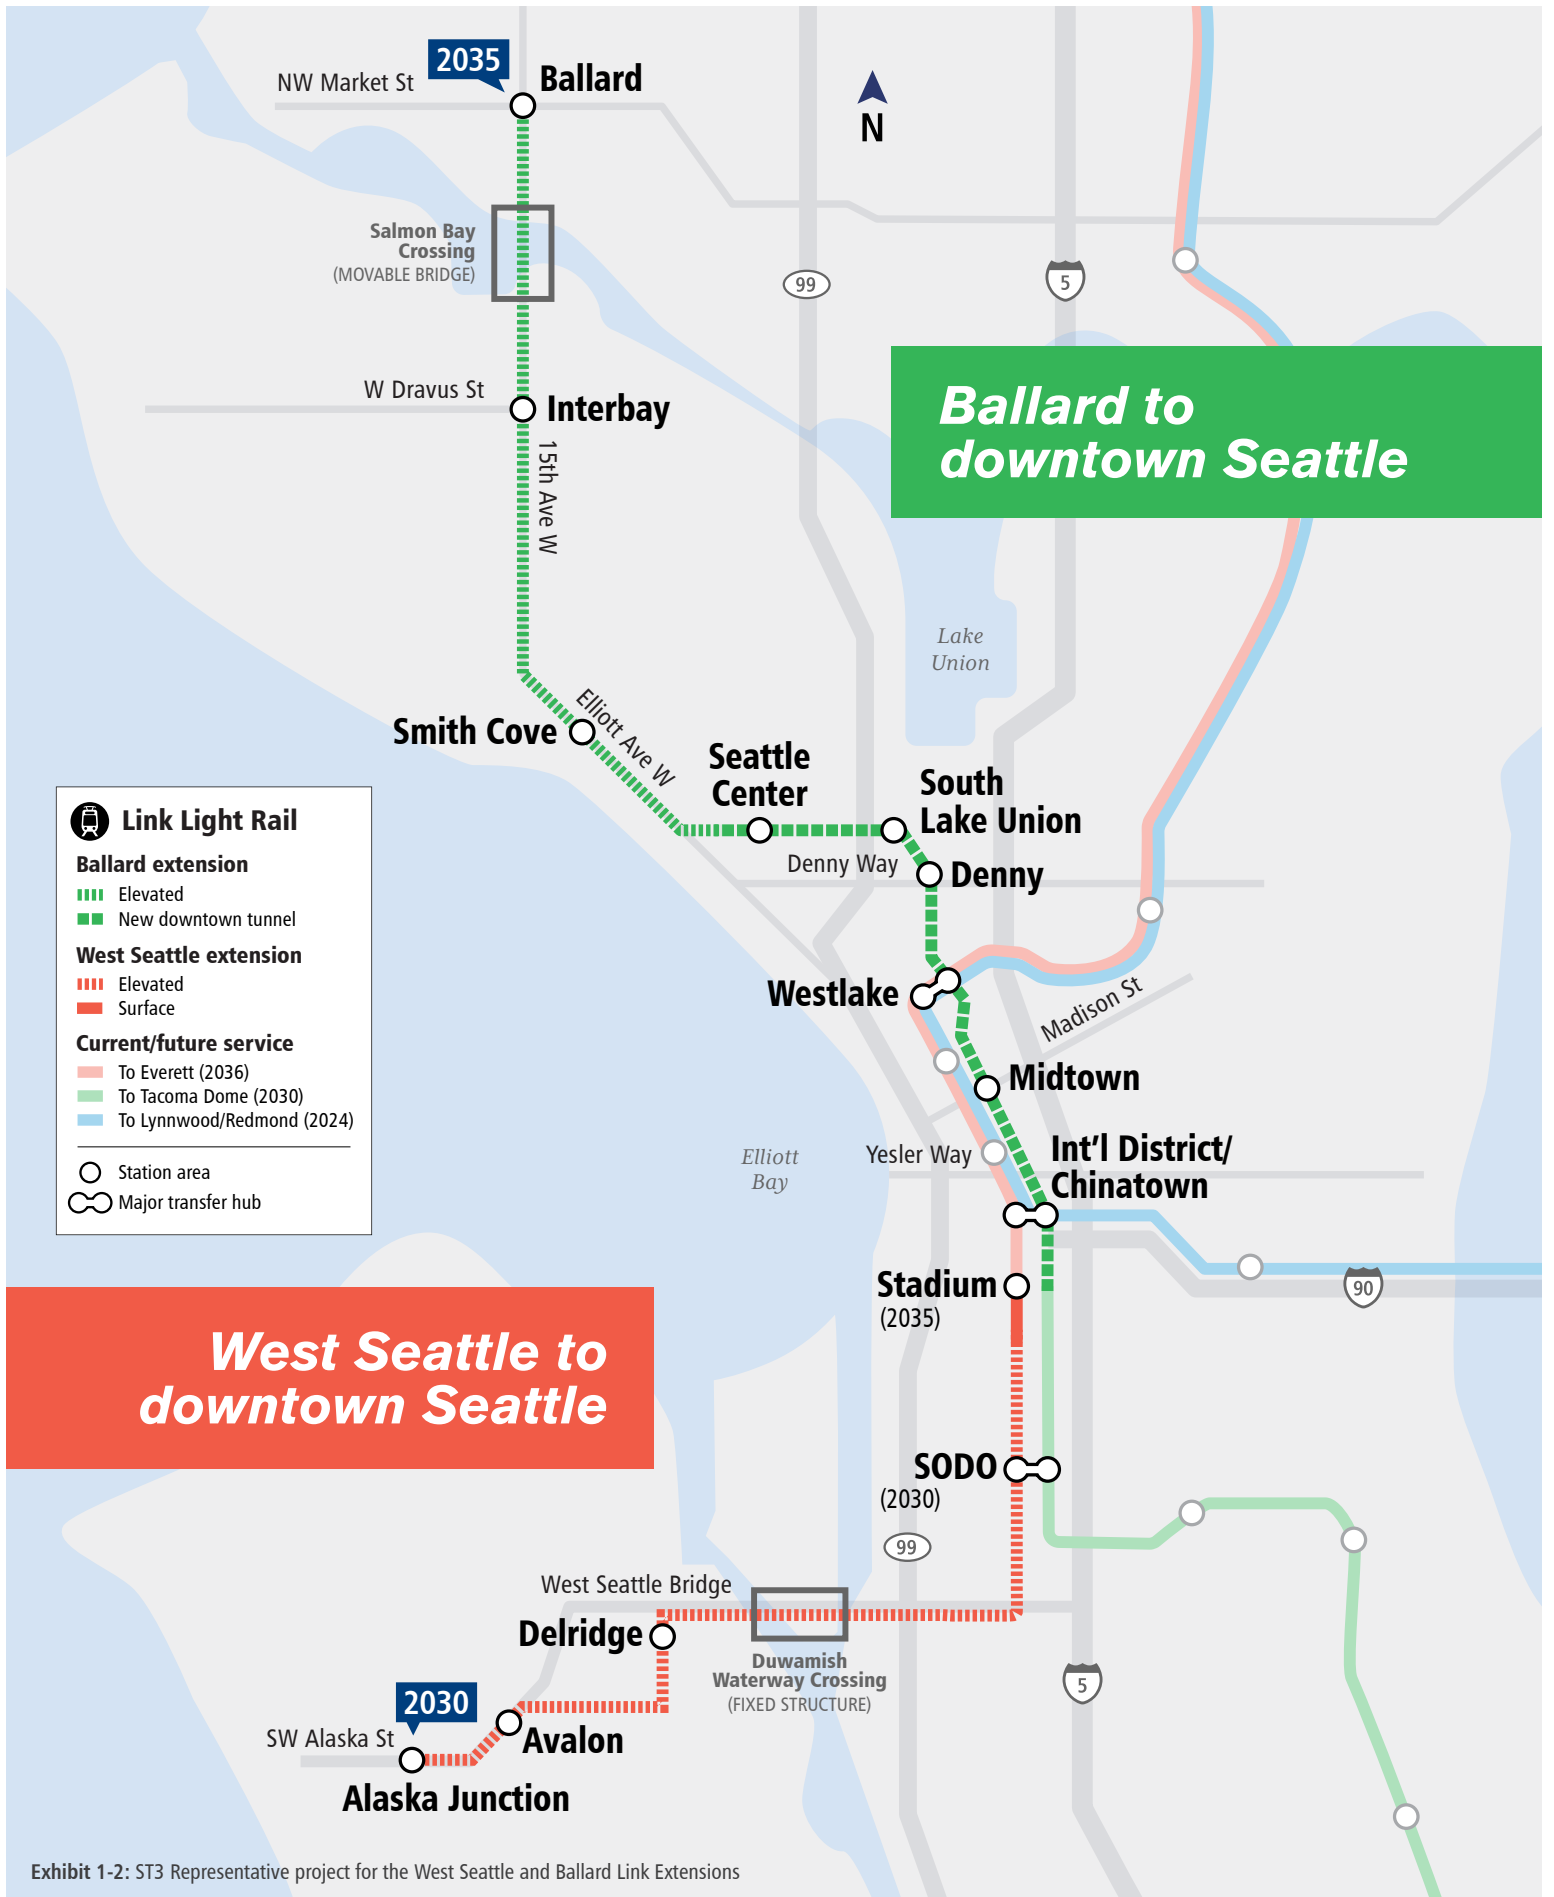 2035
Ballard
NW Market St
N
Salmon Bay
Crossing
(MOVABLE BRIDGE)
99
5
W Dravus St
Interbay
Ballard to
downtown Seattle
15th Ave W
Lake
Union
Smith Cove
Elliott Ave W
Seattle
Center
South
Lake Union
Denny Way
Denny
Link Light Rail
Ballard extension
Elevated
New downtown tunnel
West Seattle extension
Elevated
Surface
Current/future service
To Everett (2036)
To Tacoma Dome (2030)
To Lynnwood/Redmond (2024)
Station area
Major transfer hub
Westlake
Madison St
Midtown
Elliott
Bay
Yesler Way
Int'l District/
Chinatown
Stadium
(2035)
90
West Seattle to
downtown Seattle
SODO
(2030)
99
West Seattle Bridge
Delridge
Duwamish
Waterway Crossing
(FIXED STRUCTURE)
5
2030
SW Alaska St
Avalon
Alaska Junction
Exhibit 1-2: ST3 Representative project for the West Seattle and Ballard Link Extensions